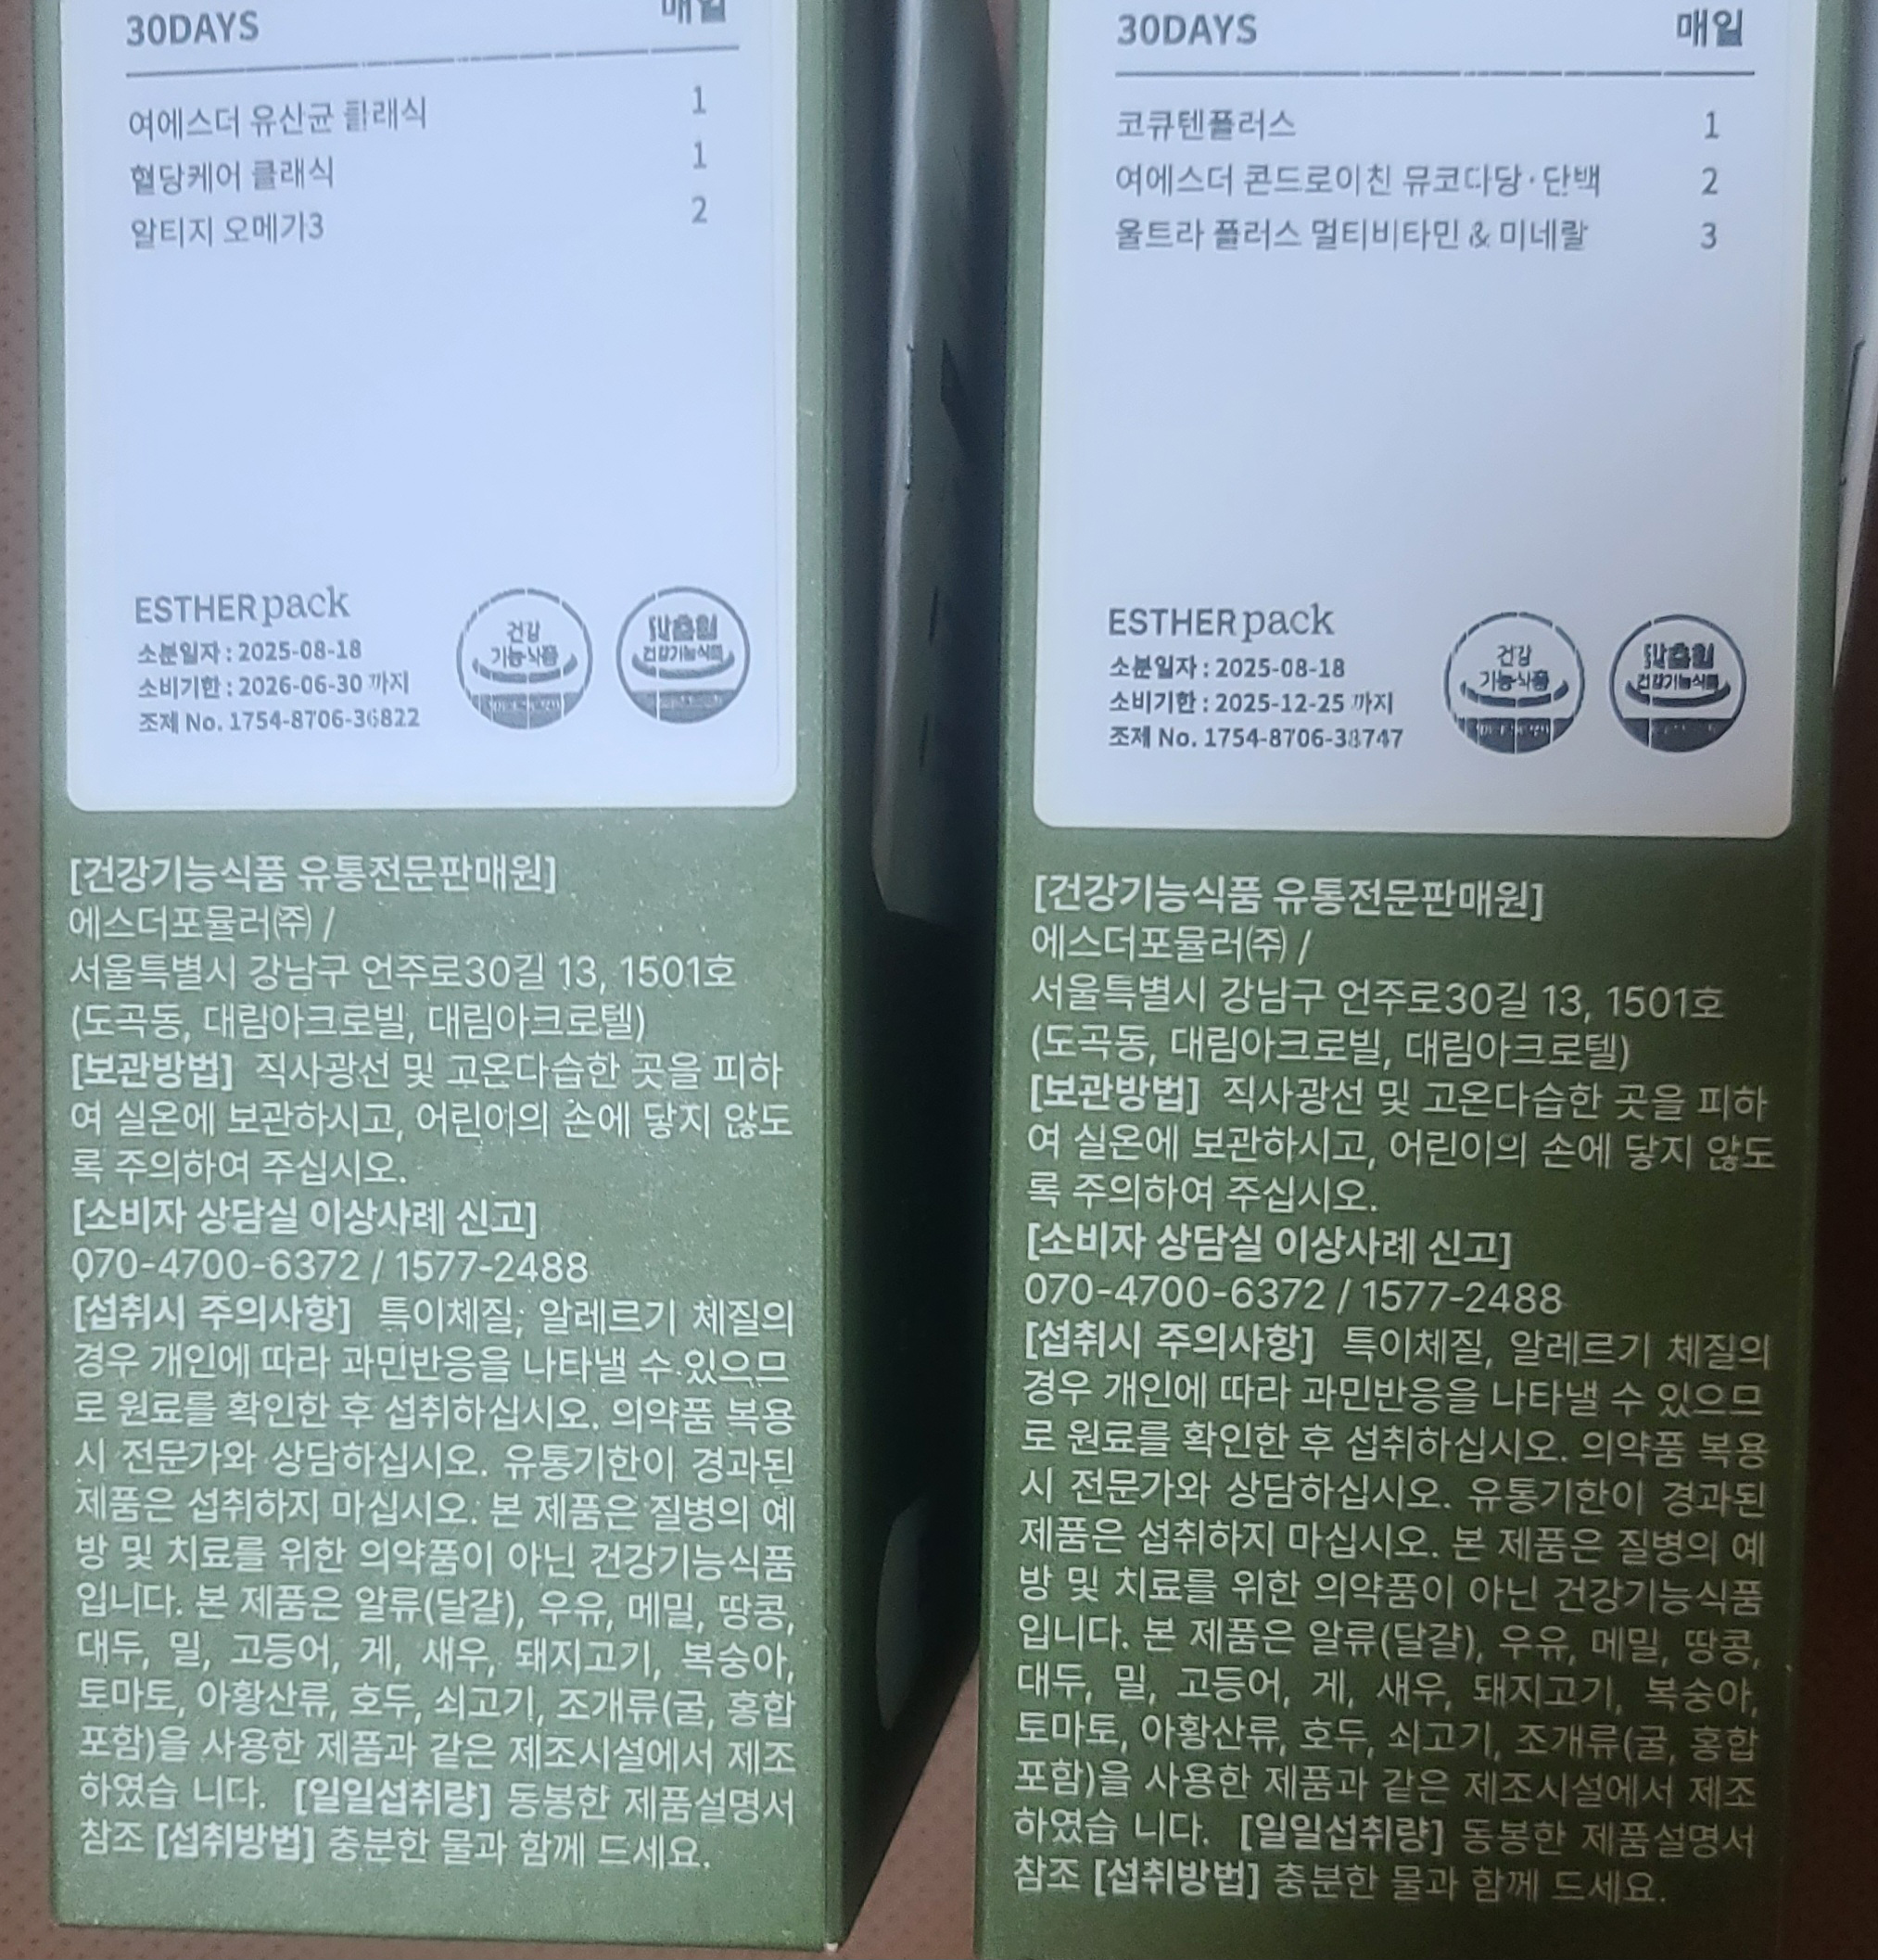 30DAYS 매일
여에스더 유산균 클래식 1
혈당케어 클래식 1
알티지 오메가3 2
ESTHER pack
소분일자 : 2025-08-18
소비기한 : 2026-06-30 까지
조제 No. 1754-8706-36822
건강
기능식품
맞춤형
건강기능식품
[건강기능식품 유통전문판매원]
에스더포뮬러㈜ /
서울특별시 강남구 언주로30길 13, 1501호
(도곡동, 대림아크로빌, 대림아크로텔)
[보관방법] 직사광선 및 고온다습한 곳을 피하
여 실온에 보관하시고, 어린이의 손에 닿지 않도
록 주의하여 주십시오.
[소비자 상담실 이상사례 신고]
070-4700-6372 / 1577-2488
[섭취시 주의사항] 특이체질, 알레르기 체질의
경우 개인에 따라 과민반응을 나타낼 수 있으므
로 원료를 확인한 후 섭취하십시오. 의약품 복용
시 전문가와 상담하십시오. 유통기한이 경과된
제품은 섭취하지 마십시오. 본 제품은 질병의 예
방 및 치료를 위한 의약품이 아닌 건강기능식품
입니다. 본 제품은 알류(달걀), 우유, 메밀, 땅콩,
대두, 밀, 고등어, 게, 새우, 돼지고기, 복숭아,
토마토, 아황산류, 호두, 쇠고기, 조개류(굴, 홍합
포함)을 사용한 제품과 같은 제조시설에서 제조
하였습 니다. [일일섭취량] 동봉한 제품설명서
참조 [섭취방법] 충분한 물과 함께 드세요.
30DAYS 매일
코큐텐플러스 1
여에스더 콘드로이친 뮤코다당·단백 2
울트라 플러스 멀티비타민 & 미네랄 3
ESTHER pack
소분일자 : 2025-08-18
소비기한 : 2025-12-25 까지
조제 No. 1754-8706-38747
건강
기능식품
맞춤형
건강기능식품
[건강기능식품 유통전문판매원]
에스더포뮬러㈜ /
서울특별시 강남구 언주로30길 13, 1501호
(도곡동, 대림아크로빌, 대림아크로텔)
[보관방법] 직사광선 및 고온다습한 곳을 피하
여 실온에 보관하시고, 어린이의 손에 닿지 않도
록 주의하여 주십시오.
[소비자 상담실 이상사례 신고]
070-4700-6372 / 1577-2488
[섭취시 주의사항] 특이체질, 알레르기 체질의
경우 개인에 따라 과민반응을 나타낼 수 있으므
로 원료를 확인한 후 섭취하십시오. 의약품 복용
시 전문가와 상담하십시오. 유통기한이 경과된
제품은 섭취하지 마십시오. 본 제품은 질병의 예
방 및 치료를 위한 의약품이 아닌 건강기능식품
입니다. 본 제품은 알류(달걀), 우유, 메밀, 땅콩,
대두, 밀, 고등어, 게, 새우, 돼지고기, 복숭아,
토마토, 아황산류, 호두, 쇠고기, 조개류(굴, 홍합
포함)을 사용한 제품과 같은 제조시설에서 제조
하였습 니다. [일일섭취량] 동봉한 제품설명서
참조 [섭취방법] 충분한 물과 함께 드세요.